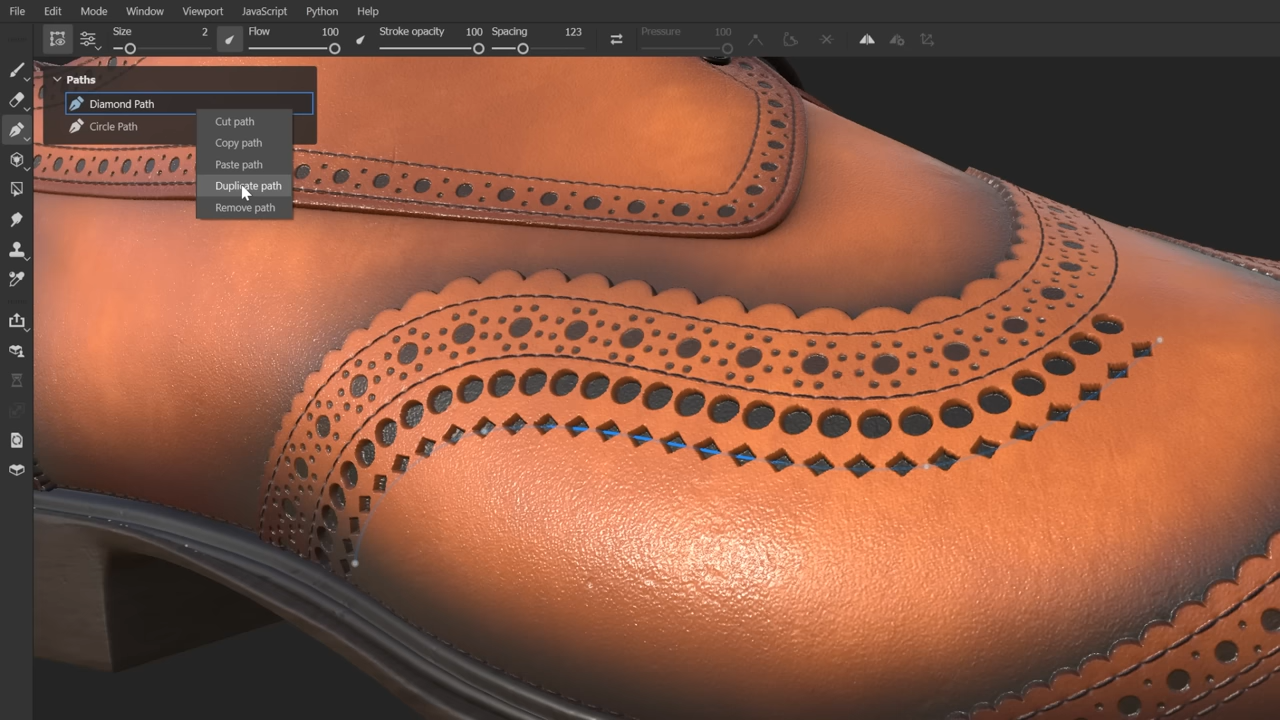 File Edit Mode Window Viewport JavaScript Python Help
Size 2 Flow 100 Stroke opacity 100 Spacing 123 Pressure 100
Paths
Diamond Path
Circle Path
Cut path
Copy path
Paste path
Duplicate path
Remove path